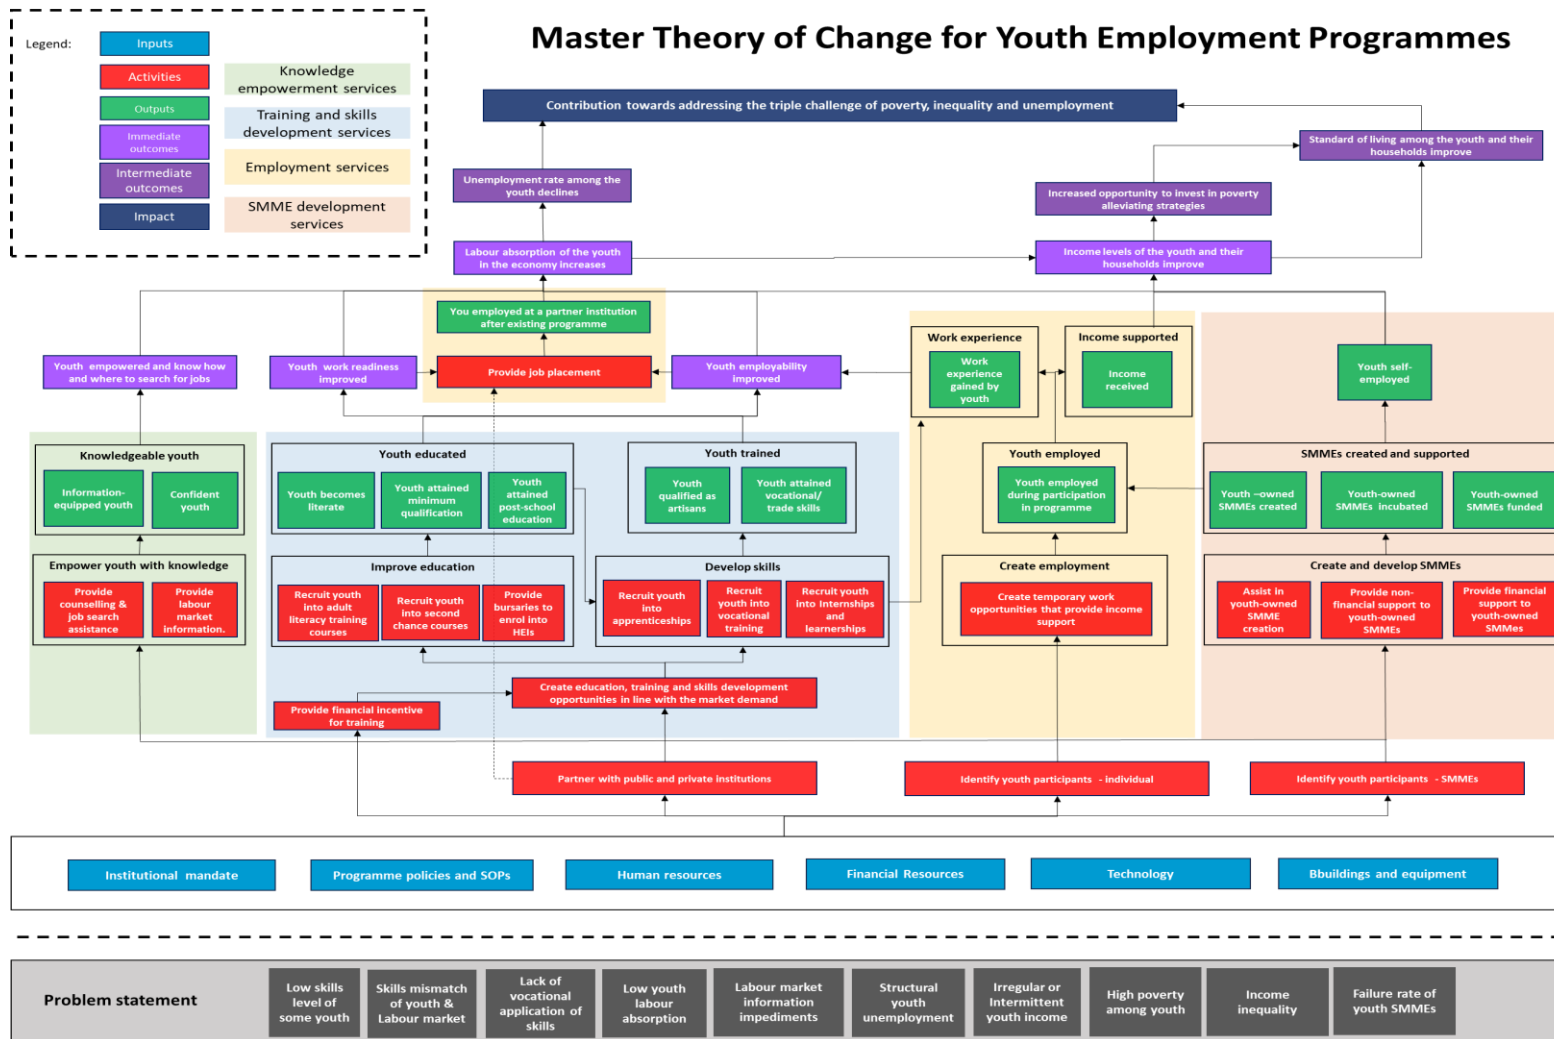 Master Theory of Change for Youth Employment Programmes
Legend:
Inputs
Activities
Outputs
Immediate
outcomes
Intermediate
outcomes
Impact
Knowledge
empowerment services
Training and skills
development services
Employment services
SMME development
services
Contribution towards addressing the triple challenge of poverty, inequality and unemployment
Standard of living among the youth and their
households improve
Unemployment rate among the
youth declines
Increased opportunity to invest in poverty
alleviating strategies
Labour absorption of the youth
in the economy increases
Income levels of the youth and their
households improve
You employed at a partner institution
after existing programme
Youth empowered and know how
and where to search for jobs
Youth work readiness
improved
Provide job placement
Youth employability
improved
Work experience
Work
experience
gained by
youth
Income supported
Income
received
Youth self-
employed
Knowledgeable youth
Information-
equipped youth
Confident
youth
Youth educated
Youth becomes
literate
Youth attained
minimum
qualification
Youth
attained
post-school
education
Youth trained
Youth
qualified as
artisans
Youth attained
vocational/
trade skills
Youth employed
Youth employed
during participation
in programme
SMMEs created and supported
Youth –owned
SMMEs created
Youth-owned
SMMEs incubated
Youth-owned
SMMEs funded
Empower youth with knowledge
Provide
counselling &
job search
assistance
Provide
labour
market
information.
Improve education
Recruit youth
into adult
literacy training
courses
Recruit youth
into second
chance courses
Provide
bursaries to
enrol into
HEIs
Develop skills
Recruit youth
into
apprenticeships
Recruit
youth into
vocational
training
Recruit youth
into Internships
and
learnerships
Create employment
Create temporary work
opportunities that provide income
support
Create and develop SMMEs
Assist in
youth-owned
SMME
creation
Provide non-
financial support to
youth-owned
SMMEs
Provide financial
support to
youth-owned
SMMes
Create education, training and skills development
opportunities in line with the market demand
Provide financial incentive
for training
Partner with public and private institutions
Identify youth participants - individual
Identify youth participants - SMMEs
Institutional mandate
Programme policies and SOPs
Human resources
Financial Resources
Technology
Bbuildings and equipment
Problem statement
Low skills
level of
some youth
Skills mismatch
of youth &
Labour market
Lack of
vocational
application of
skills
Low youth
labour
absorption
Labour market
information
impediments
Structural
youth
unemployment
Irregular or
Intermittent
youth income
High poverty
among youth
Income
inequality
Failure rate of
youth SMMEs